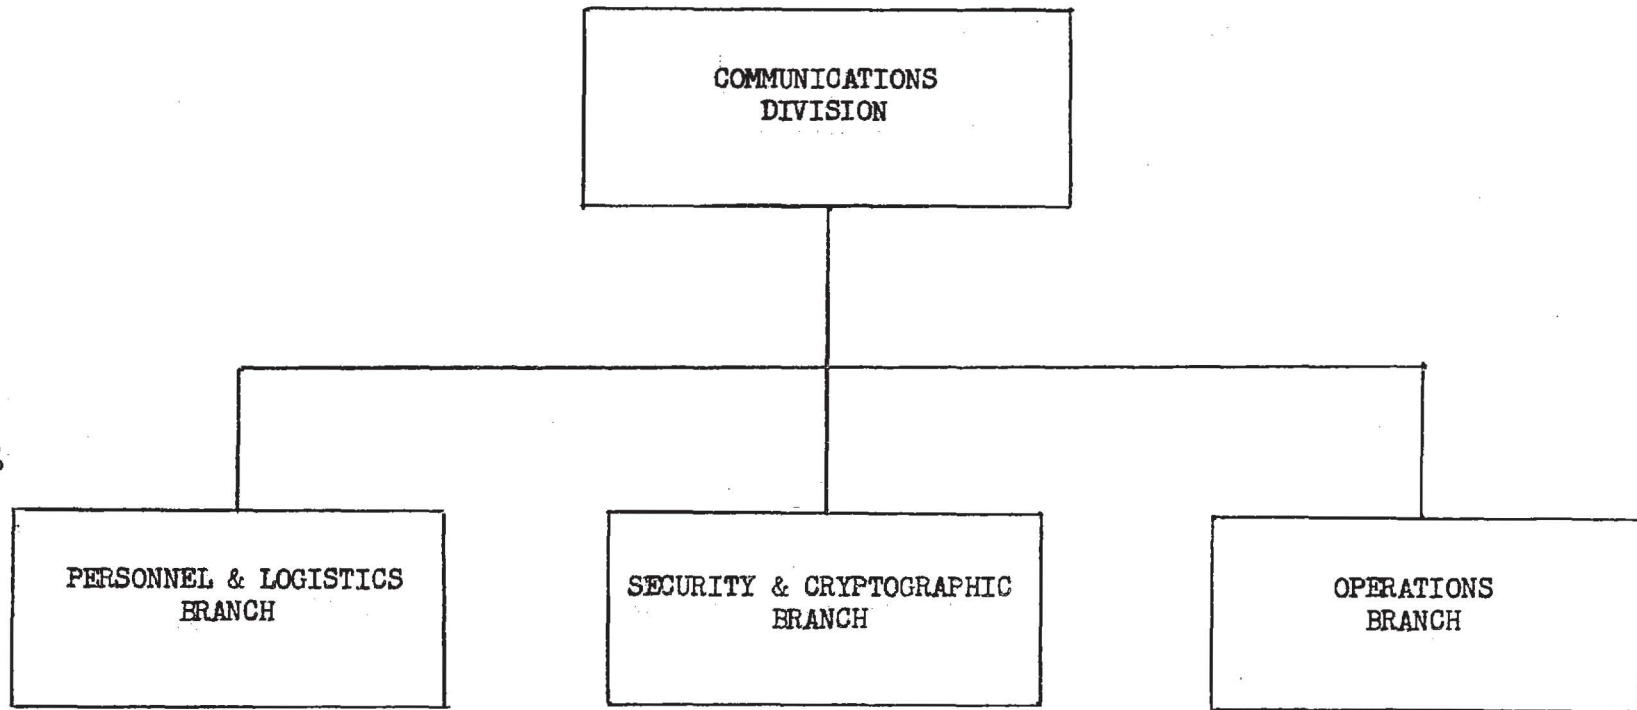 COMMUNICATIONS
DIVISION
PERSONNEL & LOGISTICS
BRANCH
SECURITY & CRYPTOGRAPHIC
BRANCH
OPERATIONS
BRANCH